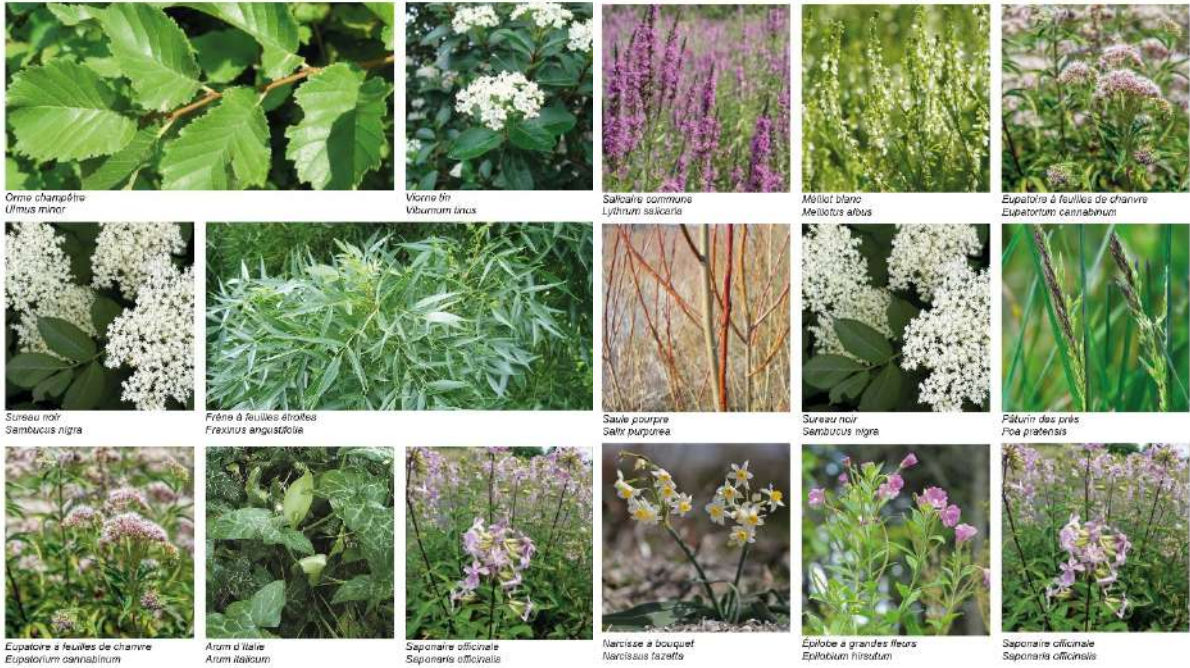 Orme champêtre
Ulmus minor
Viorne tin
Viburnum tinus
Salicaire commune
Lythrum salicaria
Mélilot blanc
Melilotus albus
Eupatoire à feuilles de chanvre
Eupatorium cannabinum
Sureau noir
Sambucus nigra
Frêne à feuilles étroites
Fraxinus angustifolia
Saule pourpre
Salix purpurea
Sureau noir
Sambucus nigra
Pâturin des prés
Poa pratensis
Eupatoire à feuilles de chanvre
Eupatorium cannabinum
Arum d'Italie
Arum italicum
Saponaire officinale
Saponaria officinalis
Narcisse à bouquet
Narcissus tazetta
Épilobe à grandes fleurs
Epilobium hirsutum
Saponaire officinale
Saponaria officinalis